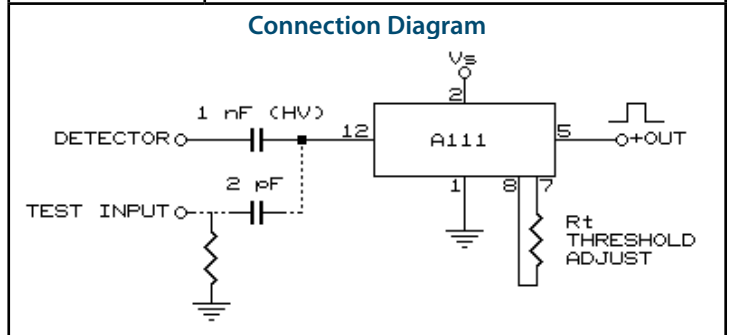 Connection Diagram
Vs
2
1 nF (HV)
DETECTOR
12
A111
5
+OUT
2 pF
TEST INPUT
1
8
7
Rt
THRESHOLD
ADJUST